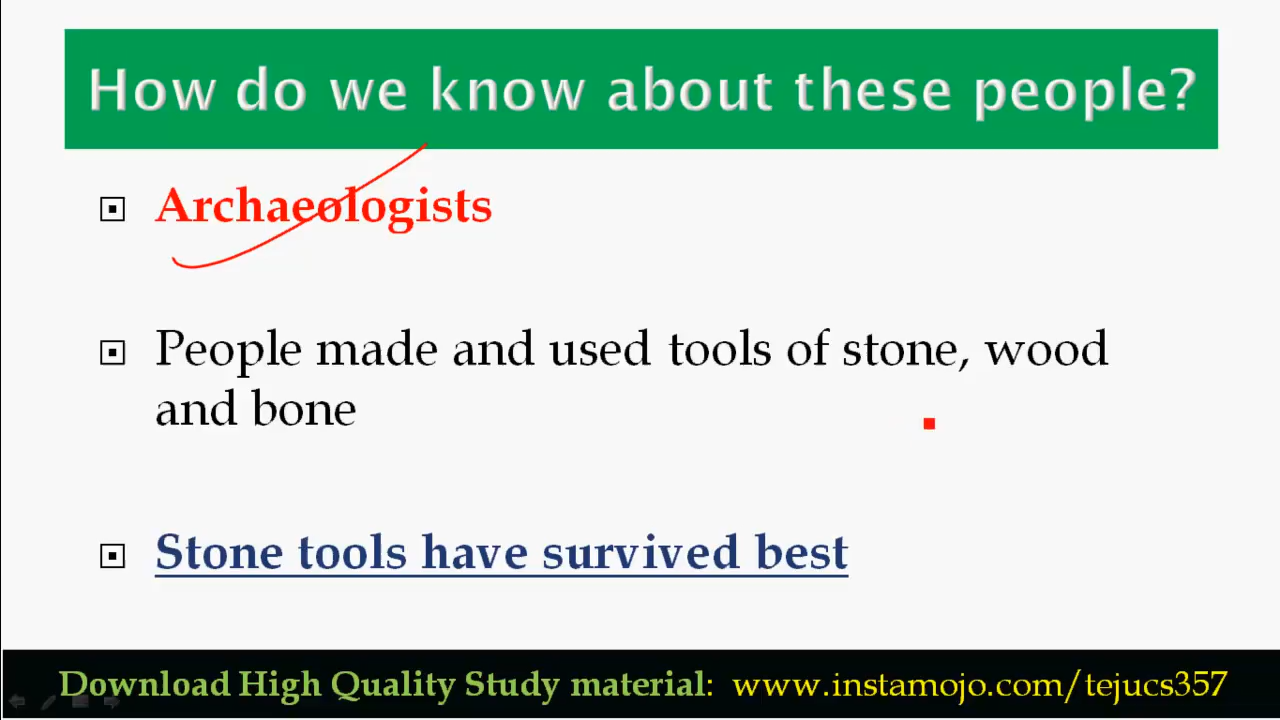 How do we know about these people?
Archaeologists
People made and used tools of stone, wood
and bone
Stone tools have survived best
Download High Quality Study material: www.instamojo.com/tejucs357